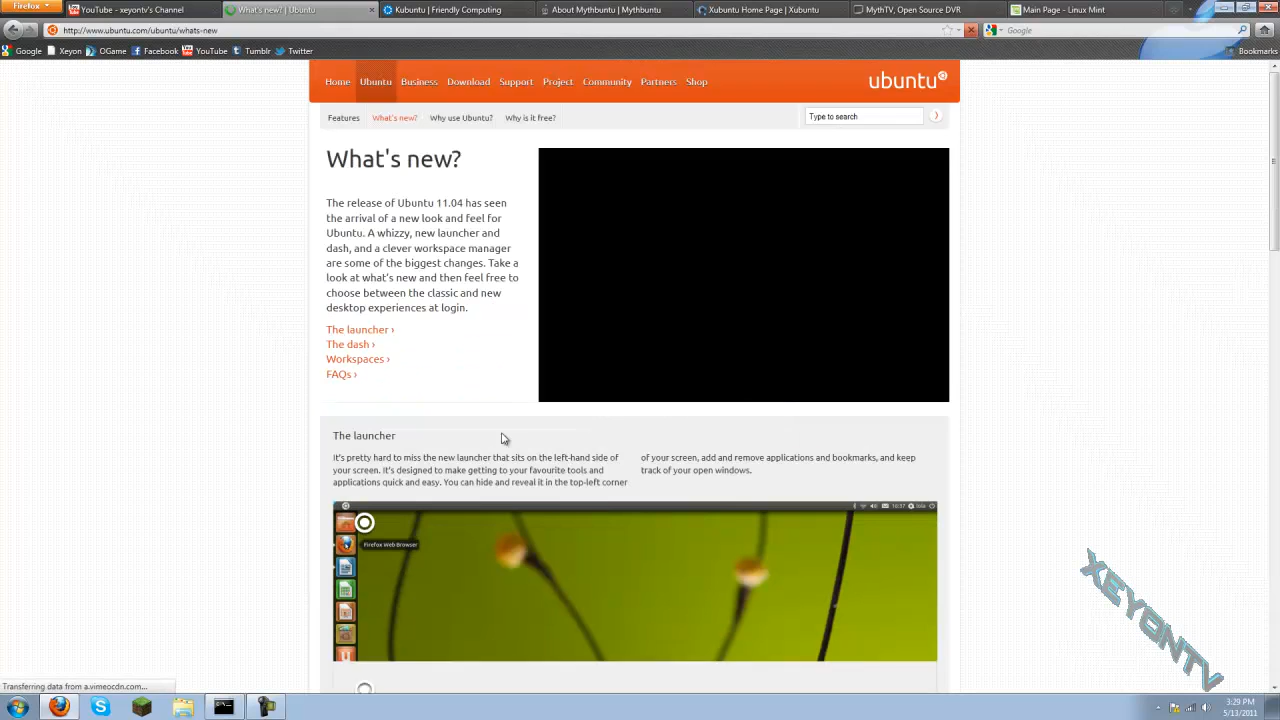 Firefox
YouTube - xeyontv's Channel
What's new? | Ubuntu
Kubuntu | Friendly Computing
About Mythbuntu | Mythbuntu
Xubuntu Home Page | Xubuntu
MythTV, Open Source DVR
Main Page - Linux Mint
http://www.ubuntu.com/ubuntu/whats-new
Google
Google Xeyon OGame Facebook YouTube Tumblr Twitter
Bookmarks
Home Ubuntu Business Download Support Project Community Partners Shop
ubuntu
Features What's new? Why use Ubuntu? Why is it free?
Type to search
What's new?
The release of Ubuntu 11.04 has seen
the arrival of a new look and feel for
Ubuntu. A whizzy, new launcher and
dash, and a clever workspace manager
are some of the biggest changes. Take a
look at what's new and then feel free to
choose between the classic and new
desktop experiences at login.
The launcher ›
The dash ›
Workspaces ›
FAQs ›
The launcher
It's pretty hard to miss the new launcher that sits on the left-hand side of
your screen. It's designed to make getting to your favourite tools and
applications quick and easy. You can hide and reveal it in the top-left corner
of your screen, add and remove applications and bookmarks, and keep
track of your open windows.
Firefox Web Browser
XEYONTV
Transferring data from a.vimeocdn.com...
3:29 PM
5/13/2011